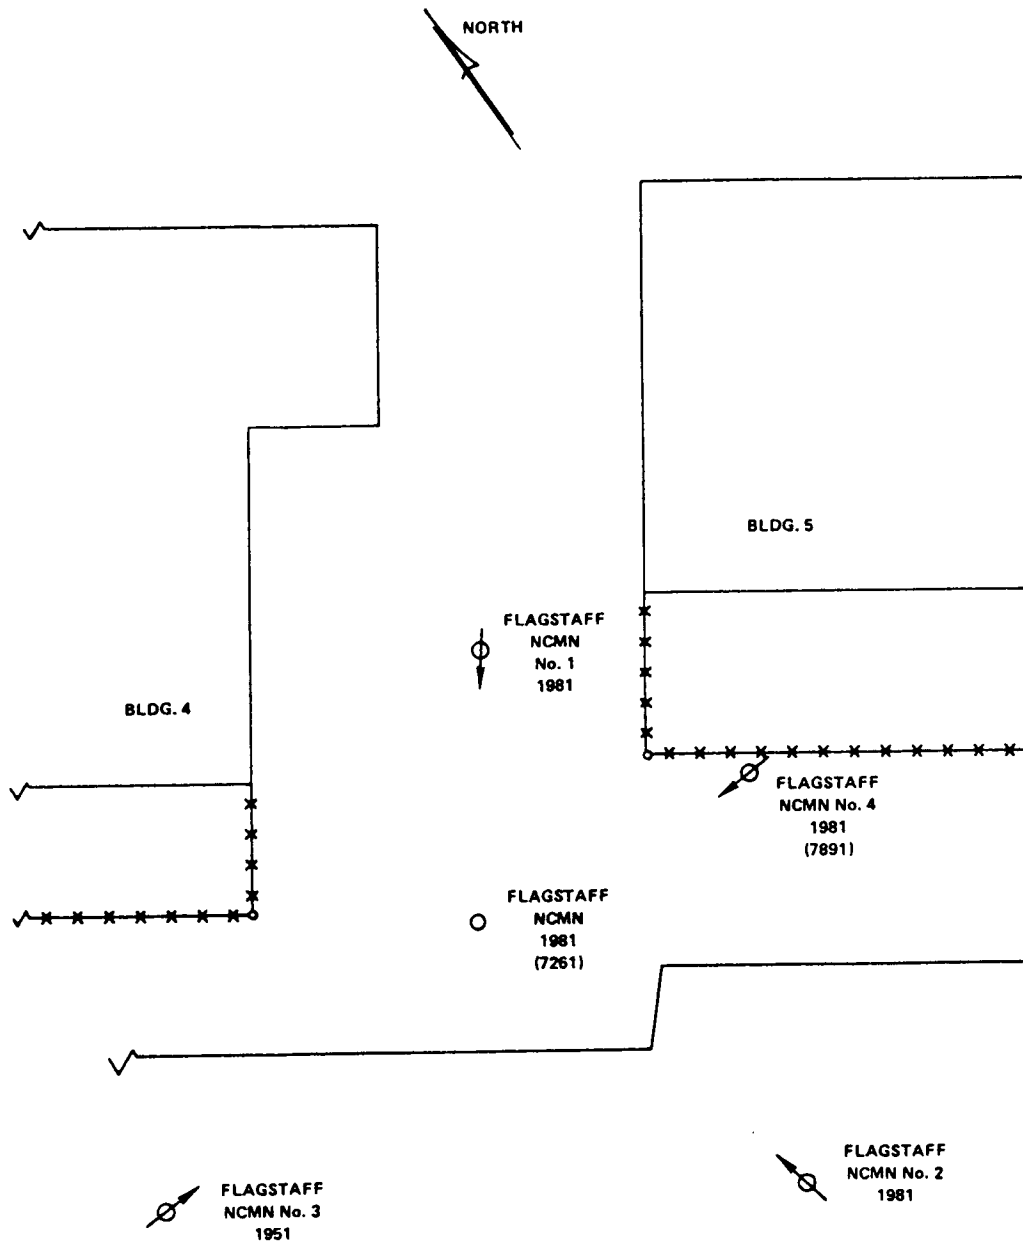 NORTH
BLDG. 5
FLAGSTAFF
NCMN
No. 1
1981
BLDG. 4
FLAGSTAFF
NCMN No. 4
1981
(7891)
FLAGSTAFF
NCMN
1981
(7261)
FLAGSTAFF
NCMN No. 2
1981
FLAGSTAFF
NCMN No. 3
1951